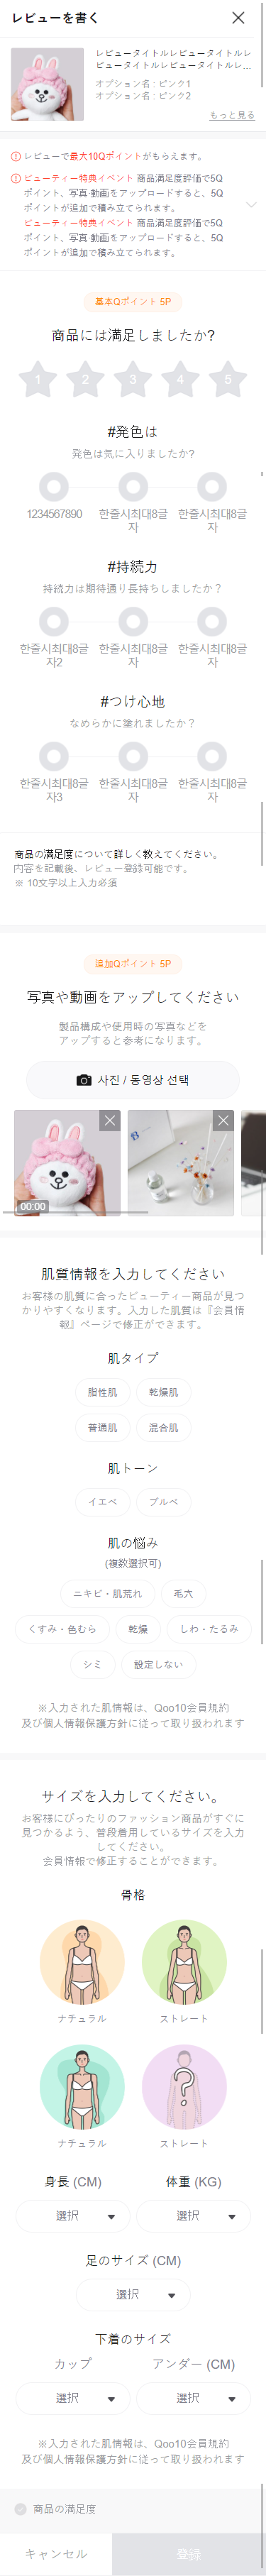 レビューを書く
レビュータイトルレビュータイトルレ
ビュータイトルレビュータイトルレ...
オプション名 : ピンク1
オプション名 : ピンク2
もっと見る
レビューで最大10Qポイントがもらえます。
ビューティー特典イベント 商品満足度評価で5Q
ポイント、写真·動画をアップロードすると、5Q
ポイントが追加で積み立てられます。
ビューティー特典イベント 商品満足度評価で5Q
ポイント、写真·動画をアップロードすると、5Q
ポイントが追加で積み立てられます。
基本Qポイント 5P
商品には満足しましたか?
1 2 3 4 5
#発色は
発色は気に入りましたか?
1234567890 한줄시최대8글 한줄시최대8글
자 자
#持続力
持続力は期待通り長持ちしましたか？
한줄시최대8글 한줄시최대8글 한줄시최대8글
자2 자 자
#つけ心地
なめらかに塗れましたか？
한줄시최대8글 한줄시최대8글 한줄시최대8글
자3 자 자
商品の満足度について詳しく教えてください。
内容を記載後、レビュー登録可能です。
※ 10文字以上入力必須
追加Qポイント 5P
写真や動画をアップしてください
製品構成や使用時の写真などを
アップすると参考になります。
사진 / 동영상 선택
00:00
肌質情報を入力してください
お客様の肌質に合ったビューティー商品が見つ
かりやすくなります。入力した肌質は『会員情
報』ページで修正ができます。
肌タイプ
脂性肌 乾燥肌
普通肌 混合肌
肌トーン
イエベ ブルベ
肌の悩み
(複数選択可)
ニキビ・肌荒れ 毛穴
くすみ・色むら 乾燥 しわ・たるみ
シミ 設定しない
※入力された肌情報は、Qoo10会員規約
及び個人情報保護方針に従って取り扱われます
サイズを入力してください。
お客様にぴったりのファッション商品がすぐに
見つかるよう、普段着用しているサイズを入力
してください。
会員情報で修正することができます。
骨格
ナチュラル ストレート
?
ナチュラル ストレート
身長 (CM) 体重 (KG)
選択 選択
足のサイズ (CM)
選択
下着のサイズ
カップ アンダー (CM)
選択 選択
※入力された肌情報は、Qoo10会員規約
及び個人情報保護方針に従って取り扱われます
商品の満足度
キャンセル 登録